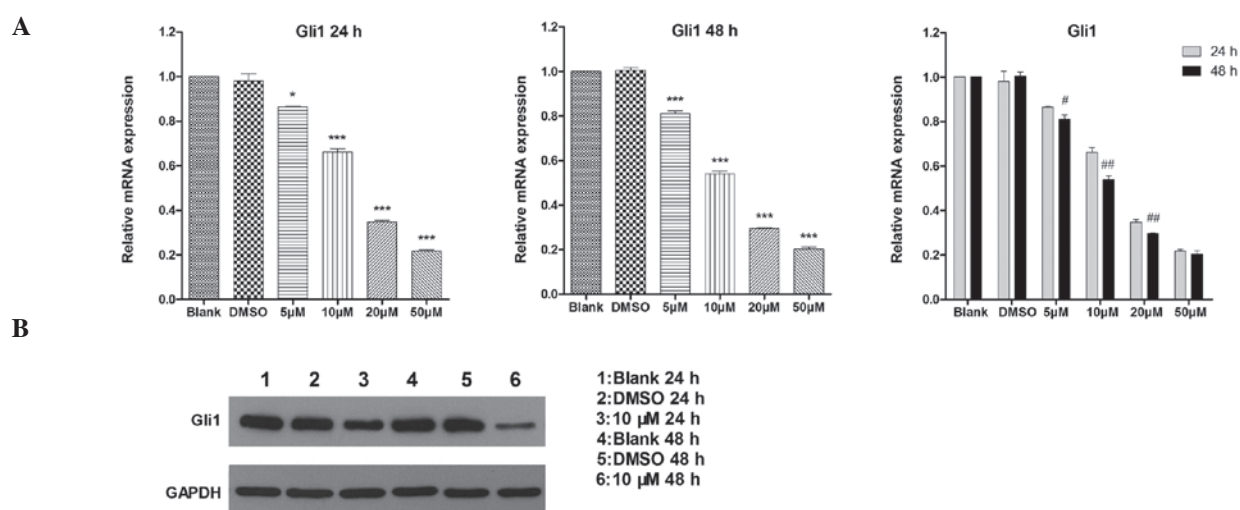 A
Gli1 24 h
Relative mRNA expression
1.2
1.0
0.8
0.6
0.4
0.2
0.0
*
***
***
***
Blank DMSO 5µM 10µM 20µM 50µM
Gli1 48 h
Relative mRNA expression
1.2
1.0
0.8
0.6
0.4
0.2
0.0
***
***
***
***
Blank DMSO 5µM 10µM 20µM 50µM
Gli1
Relative mRNA expression
1.2
1.0
0.8
0.6
0.4
0.2
0.0
#
##
##
Blank DMSO 5µM 10µM 20µM 50µM
24 h
48 h
B
1 2 3 4 5 6
Gli1
GAPDH
1:Blank 24 h
2:DMSO 24 h
3:10 µM 24 h
4:Blank 48 h
5:DMSO 48 h
6:10 µM 48 h